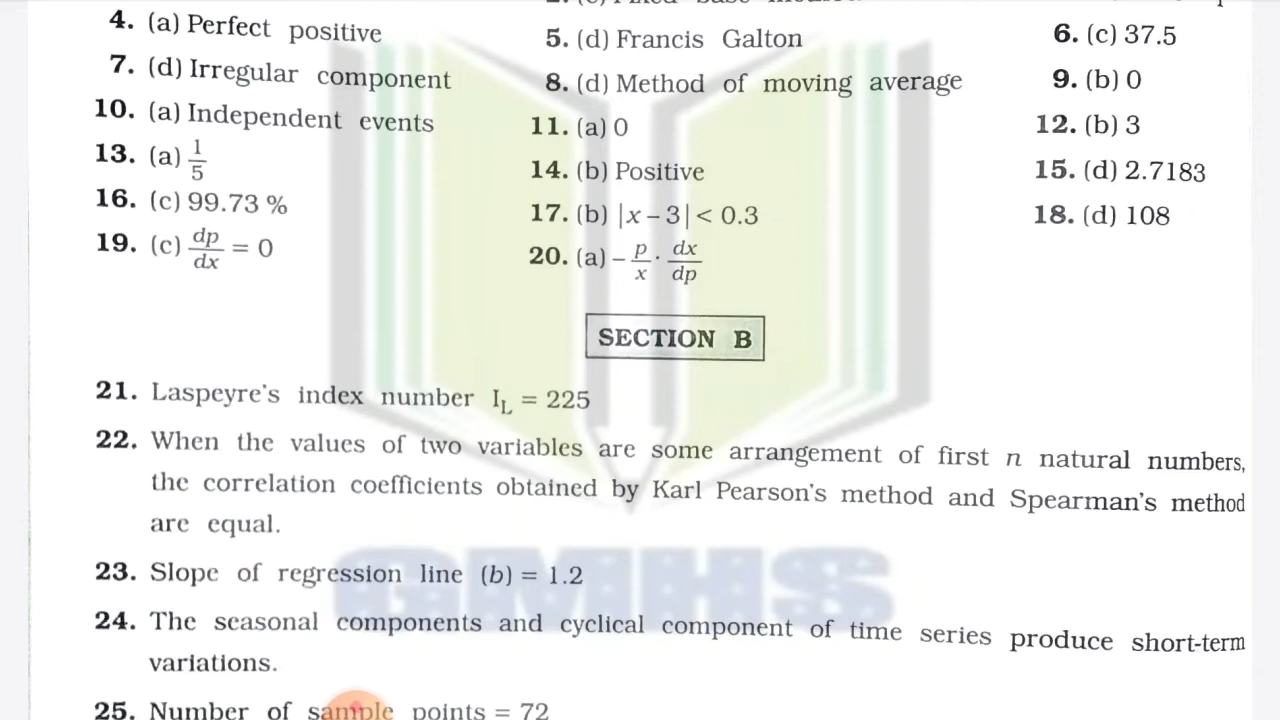 4. (a) Perfect positive 5. (d) Francis Galton 6. (c) 37.5
7. (d) Irregular component 8. (d) Method of moving average 9. (b) 0
10. (a) Independent events 11. (a) 0 12. (b) 3
13. (a) 1/5 14. (b) Positive 15. (d) 2.7183
16. (c) 99.73 % 17. (b) |x – 3| < 0.3 18. (d) 108
19. (c) dp/dx = 0 20. (a) – p/x · dx/dp
SECTION B
21. Laspeyre's index number I_L = 225
22. When the values of two variables are some arrangement of first n natural numbers,
the correlation coefficients obtained by Karl Pearson's method and Spearman's method
are equal.
23. Slope of regression line (b) = 1.2
GMHS
24. The seasonal components and cyclical component of time series produce short-term
variations.
25. Number of sample points = 72